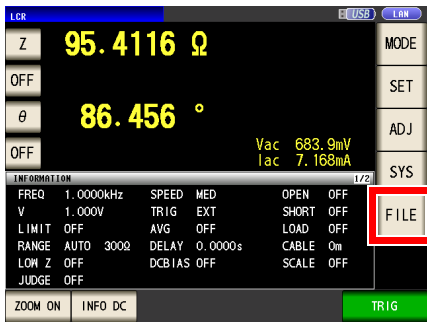 LCR USB LAN
Z 95.4116 Ω MODE
OFF SET
θ 86.456 ° ADJ
OFF Vac 683.9mV
Iac 7.168mA SYS
INFORMATION 1/2
FREQ 1.0000kHz SPEED MED OPEN OFF
V 1.000V TRIG EXT SHORT OFF
LIMIT OFF AVG OFF LOAD OFF
RANGE AUTO 300Ω DELAY 0.0000s CABLE 0m
LOW Z OFF DCBIAS OFF SCALE OFF
JUDGE OFF
FILE
ZOOM ON INFO DC TRIG